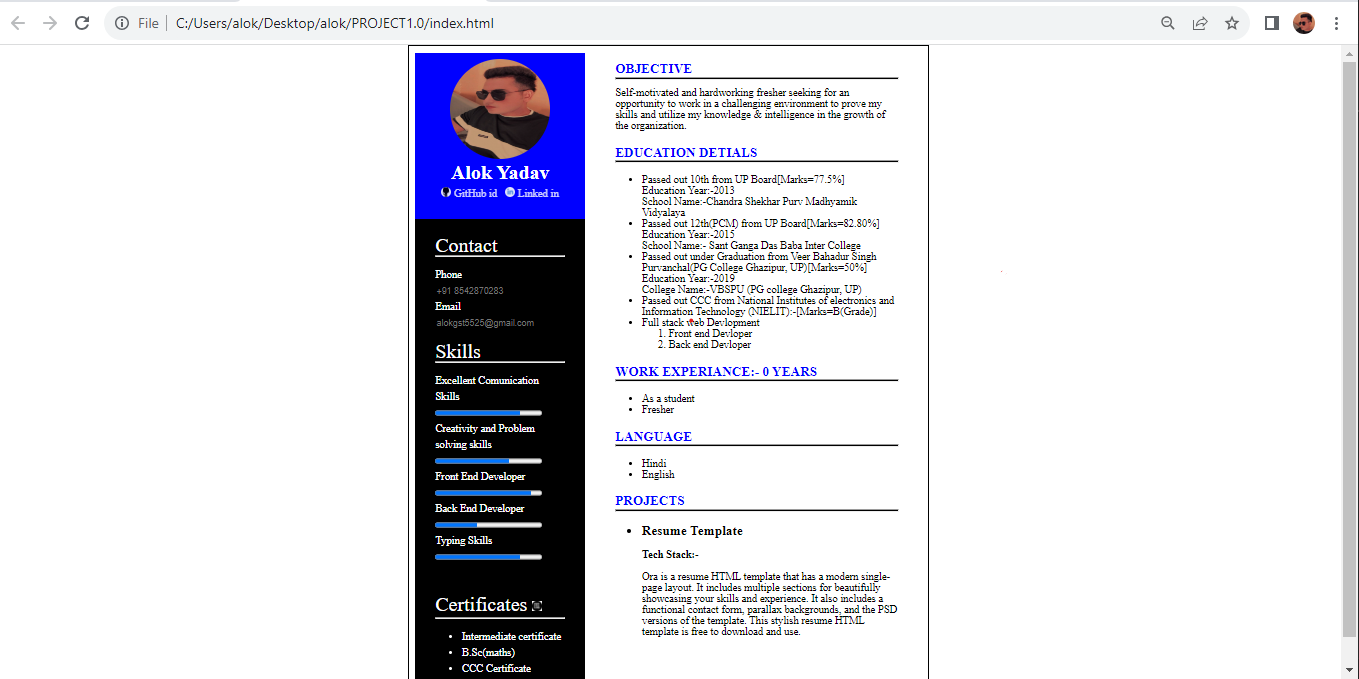 File
C:/Users/alok/Desktop/alok/PROJECT1.0/index.html
Alok Yadav
GitHub id Linked in
Contact
Phone
+91 8542870283
Email
alokgst5525@gmail.com
Skills
Excellent Comunication
Skills
Creativity and Problem
solving skills
Front End Developer
Back End Developer
Typing Skills
Certificates
Intermediate certificate
B.Sc(maths)
CCC Certificate
OBJECTIVE
Self-motivated and hardworking fresher seeking for an
opportunity to work in a challenging environment to prove my
skills and utilize my knowledge & intelligence in the growth of
the organization.
EDUCATION DETIALS
Passed out 10th from UP Board[Marks=77.5%]
Education Year:-2013
School Name:-Chandra Shekhar Purv Madhyamik
Vidyalaya
Passed out 12th(PCM) from UP Board[Marks=82.80%]
Education Year:-2015
School Name:- Sant Ganga Das Baba Inter College
Passed out under Graduation from Veer Bahadur Singh
Purvanchal(PG College Ghazipur, UP)[Marks=50%]
Education Year:-2019
College Name:-VBSPU (PG college Ghazipur, UP)
Passed out CCC from National Institutes of electronics and
Information Technology (NIELIT):-[Marks=B(Grade)]
Full stack web Devlopment
1. Front end Devloper
2. Back end Devloper
WORK EXPERIANCE:- 0 YEARS
As a student
Fresher
LANGUAGE
Hindi
English
PROJECTS
Resume Template
Tech Stack:-
Ora is a resume HTML template that has a modern single-
page layout. It includes multiple sections for beautifully
showcasing your skills and experience. It also includes a
functional contact form, parallax backgrounds, and the PSD
versions of the template. This stylish resume HTML
template is free to download and use.